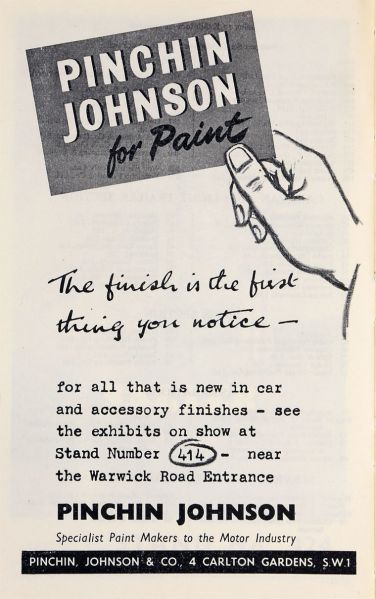 PINCHIN
JOHNSON
for Paint
The finish is the first
thing you notice —
for all that is new in car
and accessory finishes - see
the exhibits on show at
Stand Number 414 - near
the Warwick Road Entrance
PINCHIN JOHNSON
Specialist Paint Makers to the Motor Industry
PINCHIN, JOHNSON & CO., 4 CARLTON GARDENS, S.W.1